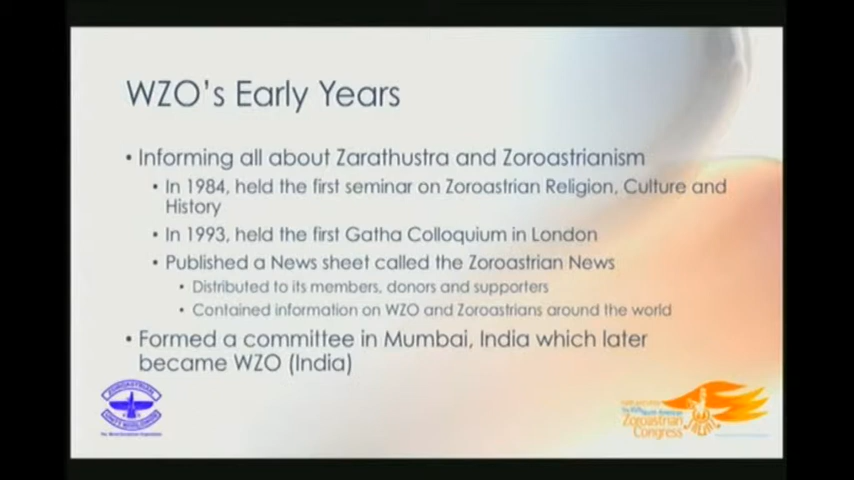 WZO's Early Years
• Informing all about Zarathustra and Zoroastrianism
• In 1984, held the first seminar on Zoroastrian Religion, Culture and
History
• In 1993, held the first Gatha Colloquium in London
• Published a News sheet called the Zoroastrian News
• Distributed to its members, donors and supporters
• Contained information on WZO and Zoroastrians around the world
• Formed a committee in Mumbai, India which later
became WZO (India)
ZOROASTRIAN
North American
Zoroastrian
Congress